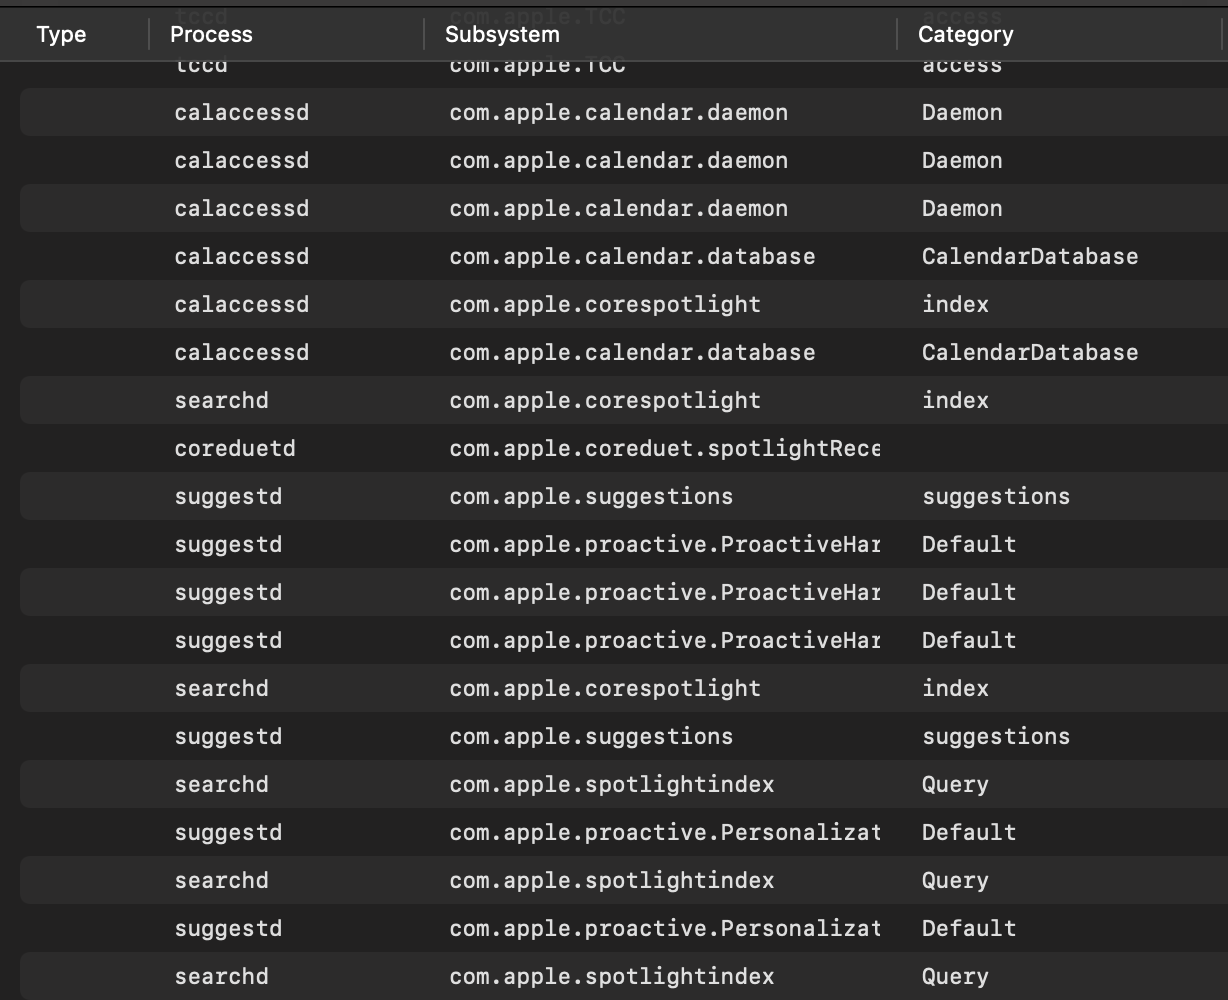 Type Process Subsystem Category
tccd com.apple.TCC access
calaccessd com.apple.calendar.daemon Daemon
calaccessd com.apple.calendar.daemon Daemon
calaccessd com.apple.calendar.daemon Daemon
calaccessd com.apple.calendar.database CalendarDatabase
calaccessd com.apple.corespotlight index
calaccessd com.apple.calendar.database CalendarDatabase
searchd com.apple.corespotlight index
coreduetd com.apple.coreduet.spotlightRece
suggestd com.apple.suggestions suggestions
suggestd com.apple.proactive.ProactiveHar Default
suggestd com.apple.proactive.ProactiveHar Default
suggestd com.apple.proactive.ProactiveHar Default
searchd com.apple.corespotlight index
suggestd com.apple.suggestions suggestions
searchd com.apple.spotlightindex Query
suggestd com.apple.proactive.Personalizat Default
searchd com.apple.spotlightindex Query
suggestd com.apple.proactive.Personalizat Default
searchd com.apple.spotlightindex Query